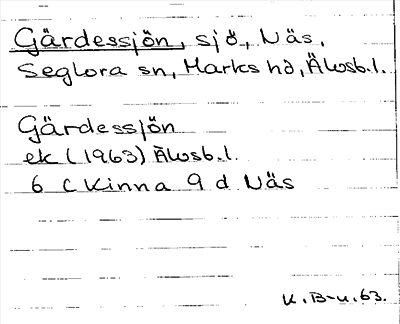 Gärdessjön, sjö, Näs,
Seglora sn, Marks hd, Älvsb.l.
Gärdessjön
ek (1963) Älvsb.l.
6 C Kinna 9 d Näs
K.B-u.63.